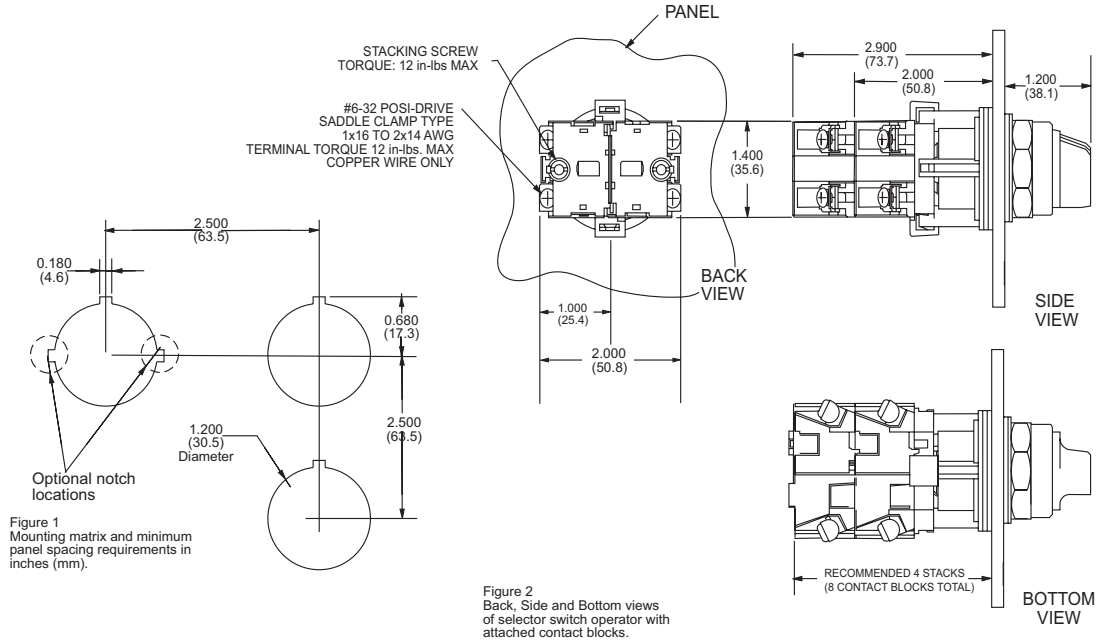 PANEL
STACKING SCREW
TORQUE: 12 in-lbs MAX
#6-32 POSI-DRIVE
SADDLE CLAMP TYPE
1x16 TO 2x14 AWG
TERMINAL TORQUE 12 in-lbs. MAX
COPPER WIRE ONLY
2.900
(73.7)
2.000
(50.8)
1.200
(38.1)
1.400
(35.6)
BACK
VIEW
1.000
(25.4)
2.000
(50.8)
SIDE
VIEW
2.500
(63.5)
0.180
(4.6)
0.680
(17.3)
2.500
(63.5)
1.200
(30.5)
Diameter
Optional notch
locations
Figure 1
Mounting matrix and minimum
panel spacing requirements in
inches (mm).
RECOMMENDED 4 STACKS
(8 CONTACT BLOCKS TOTAL)
BOTTOM
VIEW
Figure 2
Back, Side and Bottom views
of selector switch operator with
attached contact blocks.